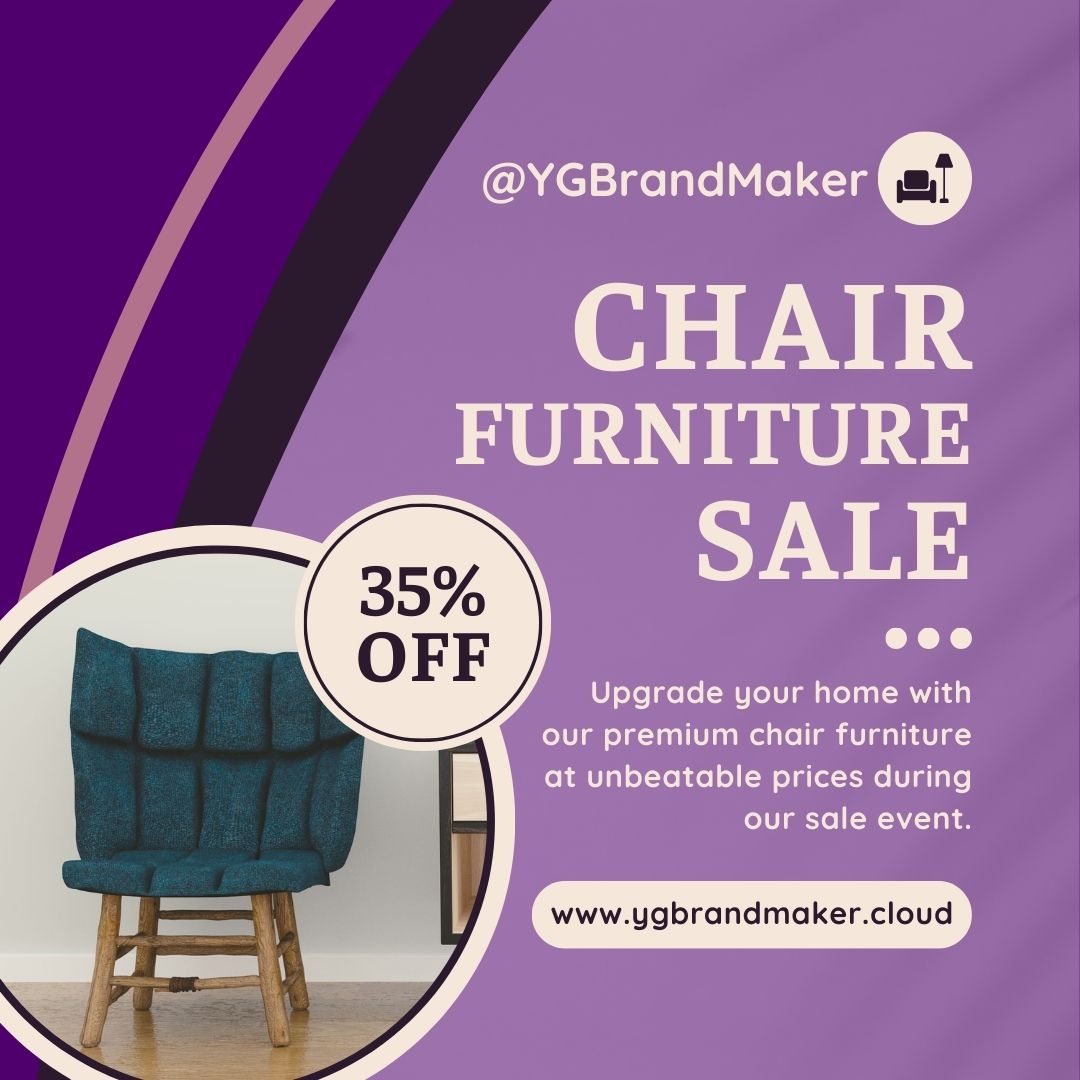 @YGBrandMaker
CHAIR
FURNITURE
SALE
35%
OFF
Upgrade your home with
our premium chair furniture
at unbeatable prices during
our sale event.
www.ygbrandmaker.cloud